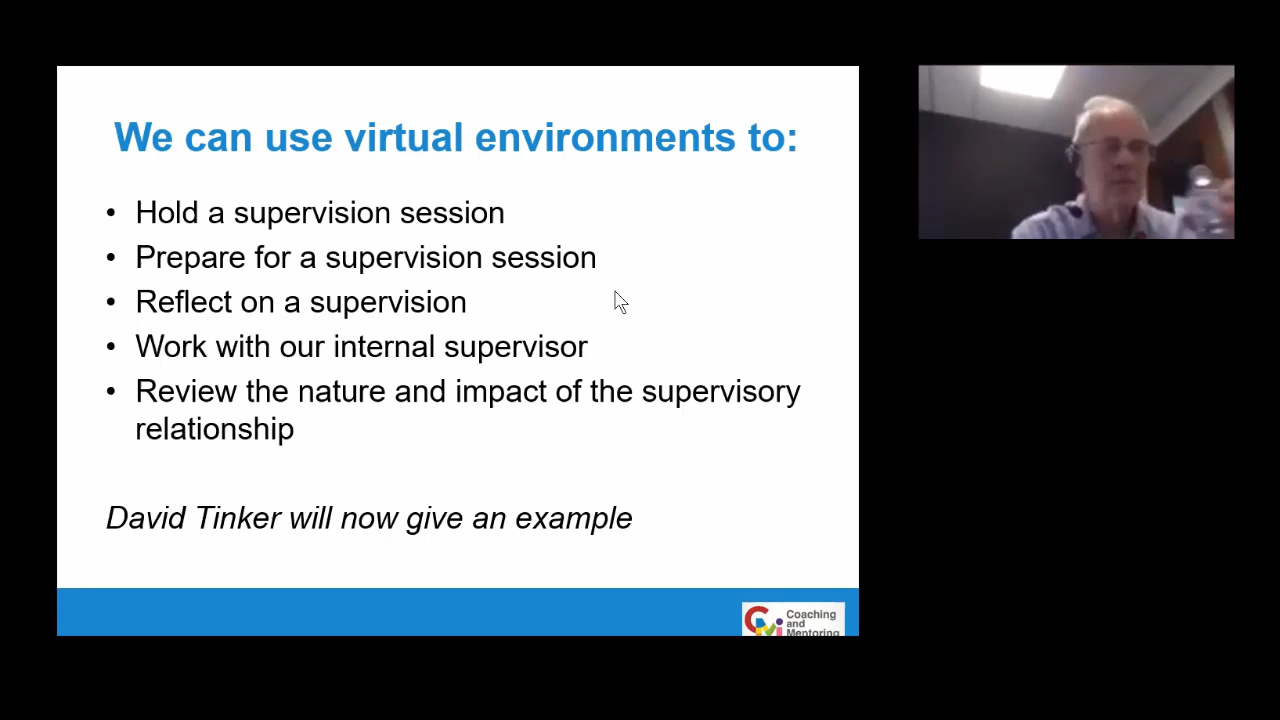 We can use virtual environments to:
• Hold a supervision session
• Prepare for a supervision session
• Reflect on a supervision
• Work with our internal supervisor
• Review the nature and impact of the supervisory
relationship
David Tinker will now give an example
Coaching
and
Mentoring